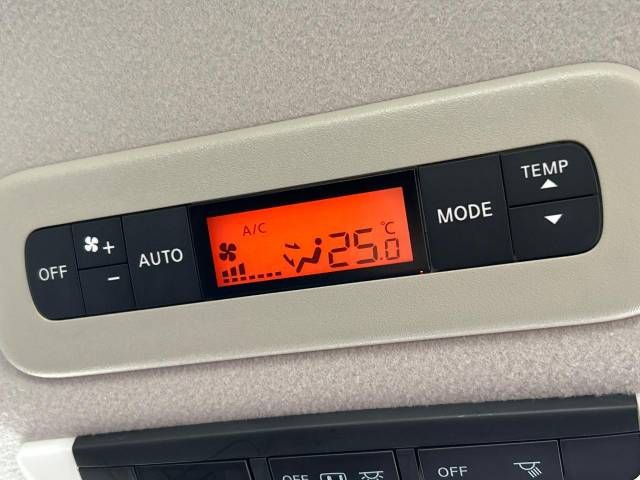 OFF + - AUTO A/C 25.0 °C MODE TEMP
OFF OFF